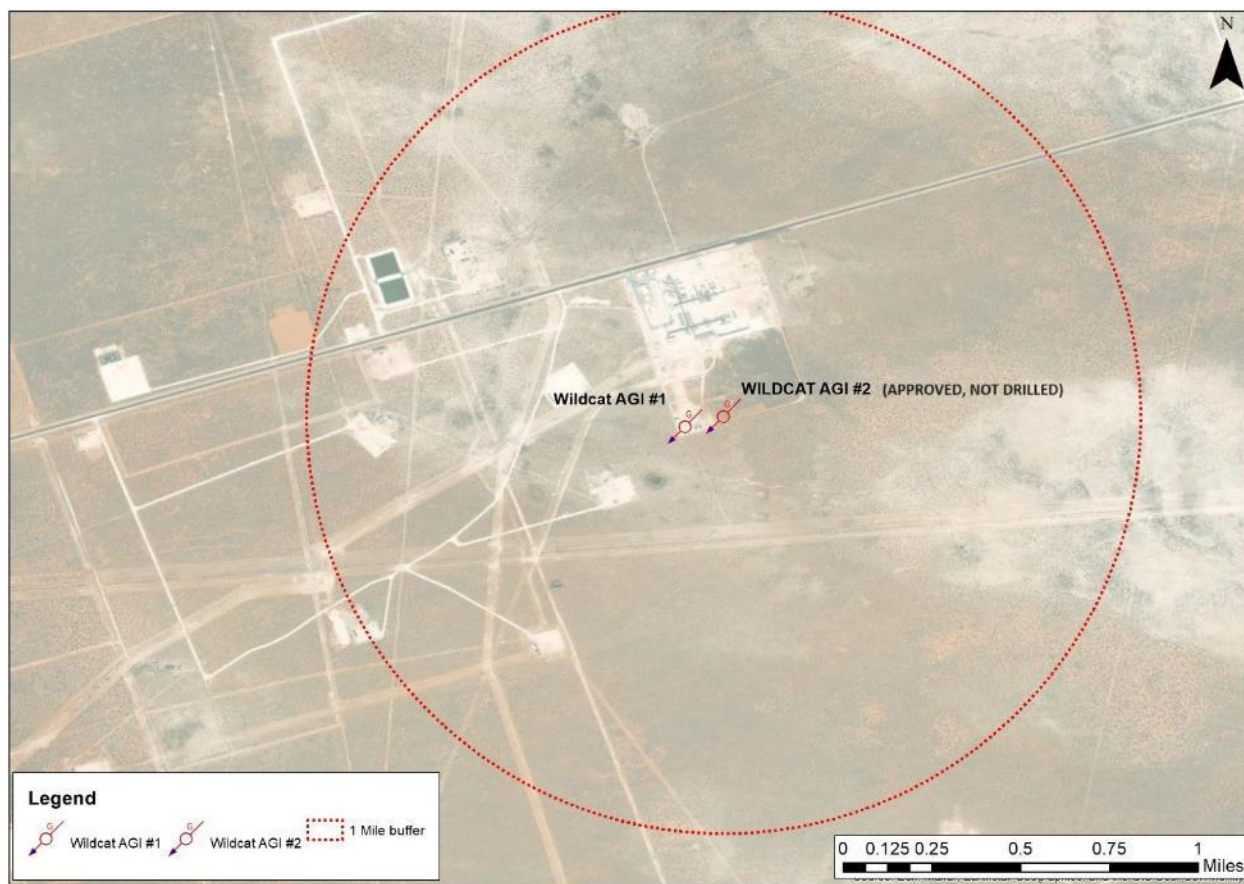 N
Wildcat AGI #1
WILDCAT AGI #2 (APPROVED, NOT DRILLED)
G
G
Legend
G
Wildcat AGI #1
G
Wildcat AGI #2
1 Mile buffer
0 0.125 0.25 0.5 0.75 1
Miles